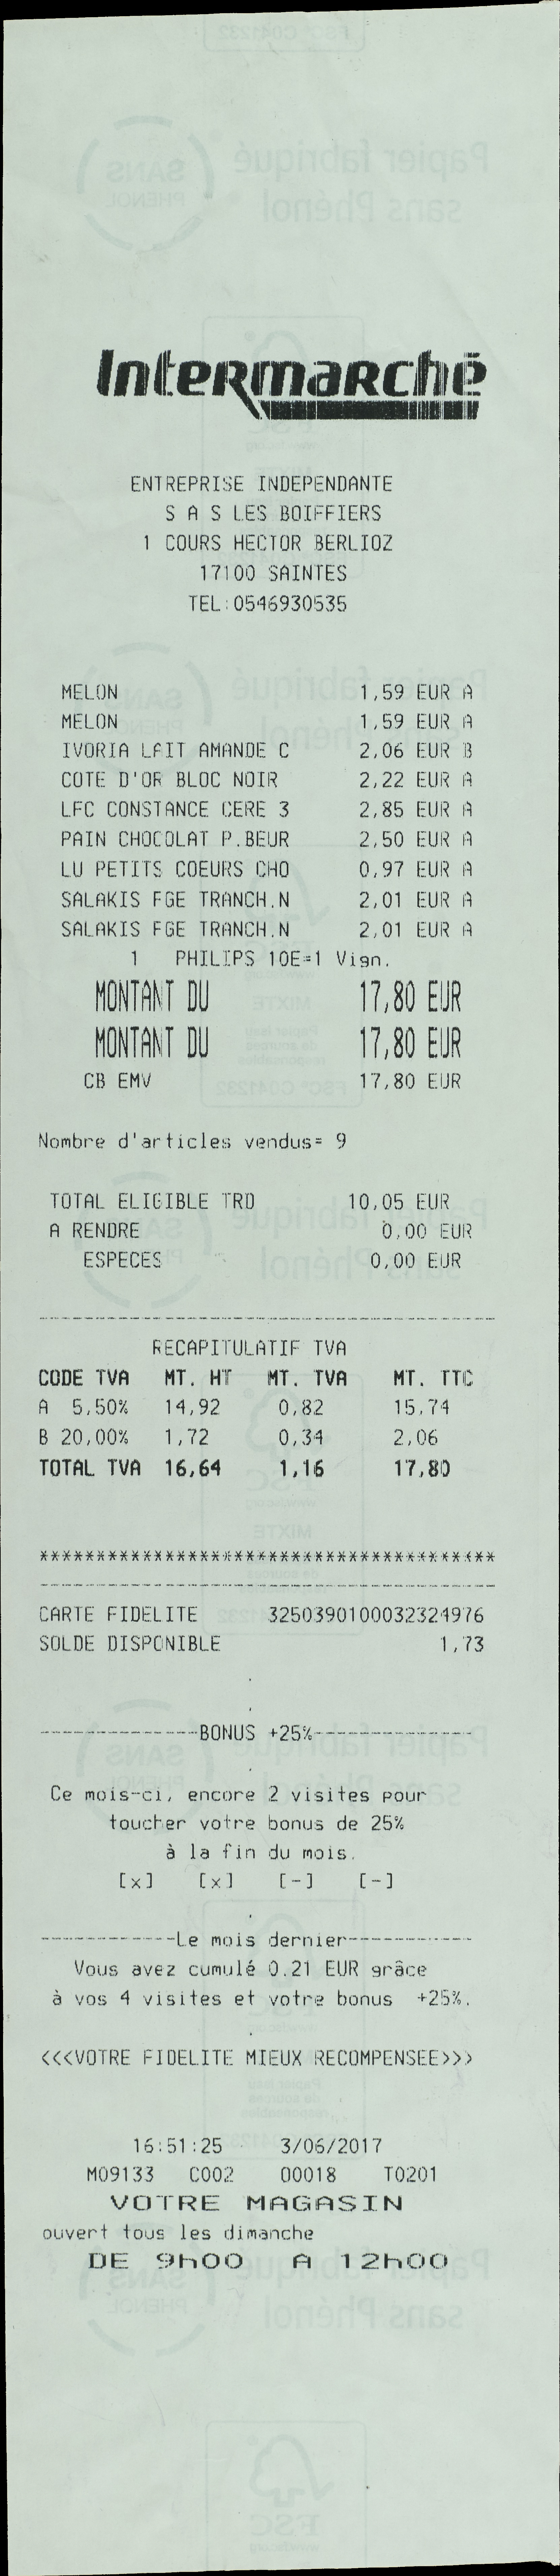 Intermarché
ENTREPRISE INDEPENDANTE
S A S LES BOIFFIERS
1 COURS HECTOR BERLIOZ
17100 SAINTES
TEL:0546930535
MELON 1,59 EUR A
MELON 1,59 EUR A
IVORIA LAIT AMANDE C 2,06 EUR B
COTE D'OR BLOC NOIR 2,22 EUR A
LFC CONSTANCE CERE 3 2,85 EUR A
PAIN CHOCOLAT P.BEUR 2,50 EUR A
LU PETITS COEURS CHO 0,97 EUR A
SALAKIS FGE TRANCH.N 2,01 EUR A
SALAKIS FGE TRANCH.N 2,01 EUR A
1 PHILIPS 10E=1 Vign.
MONTANT DU 17,80 EUR
MONTANT DU 17,80 EUR
CB EMV 17,80 EUR
Nombre d'articles vendus= 9
TOTAL ELIGIBLE TRD 10,05 EUR
A RENDRE 0,00 EUR
ESPECES 0,00 EUR
----------------------------------------
RECAPITULATIF TVA
CODE TVA MT. HT MT. TVA MT. TTC
A 5,50% 14,92 0,82 15,74
B 20,00% 1,72 0,34 2,06
TOTAL TVA 16,64 1,16 17,80
****************************************
----------------------------------------
CARTE FIDELITE 3250390100032324976
SOLDE DISPONIBLE 1,73
.
.
--------------BONUS +25%--------------
.
Ce mois-ci, encore 2 visites pour
toucher votre bonus de 25%
à la fin du mois.
[x] [x] [-] [-]
.
------------Le mois dernier-----------
Vous avez cumulé 0.21 EUR grâce
à vos 4 visites et votre bonus +25%.
.
<<<VOTRE FIDELITE MIEUX RECOMPENSEE>>>
16:51:25 3/06/2017
M09133 C002 00018 T0201
VOTRE MAGASIN
ouvert tous les dimanche
DE 9h00 A 12h00